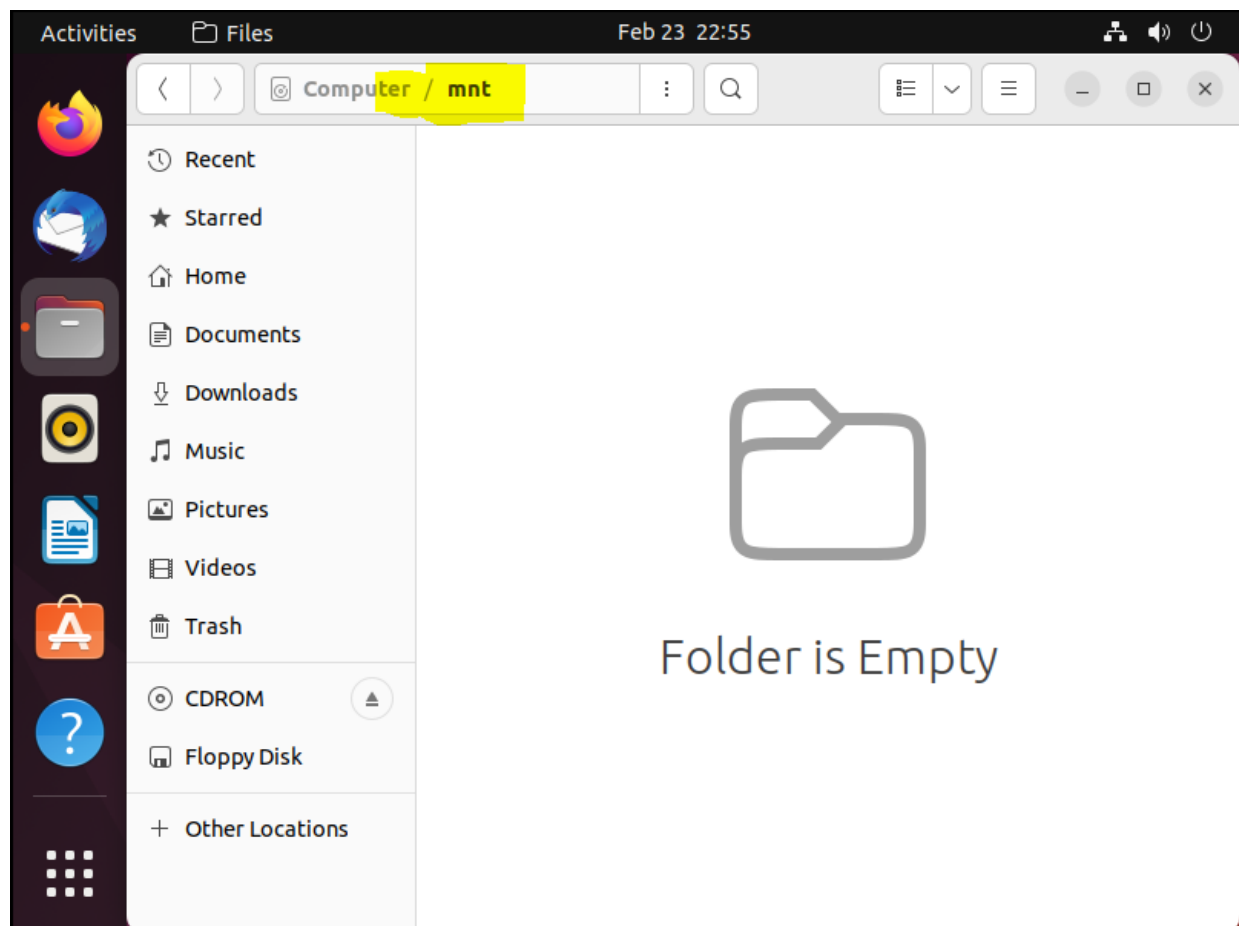 Activities Files Feb 23 22:55
Computer / mnt
Recent
Starred
Home
Documents
Downloads
Music
Pictures
Videos
Trash
CDROM
Floppy Disk
Other Locations
Folder is Empty